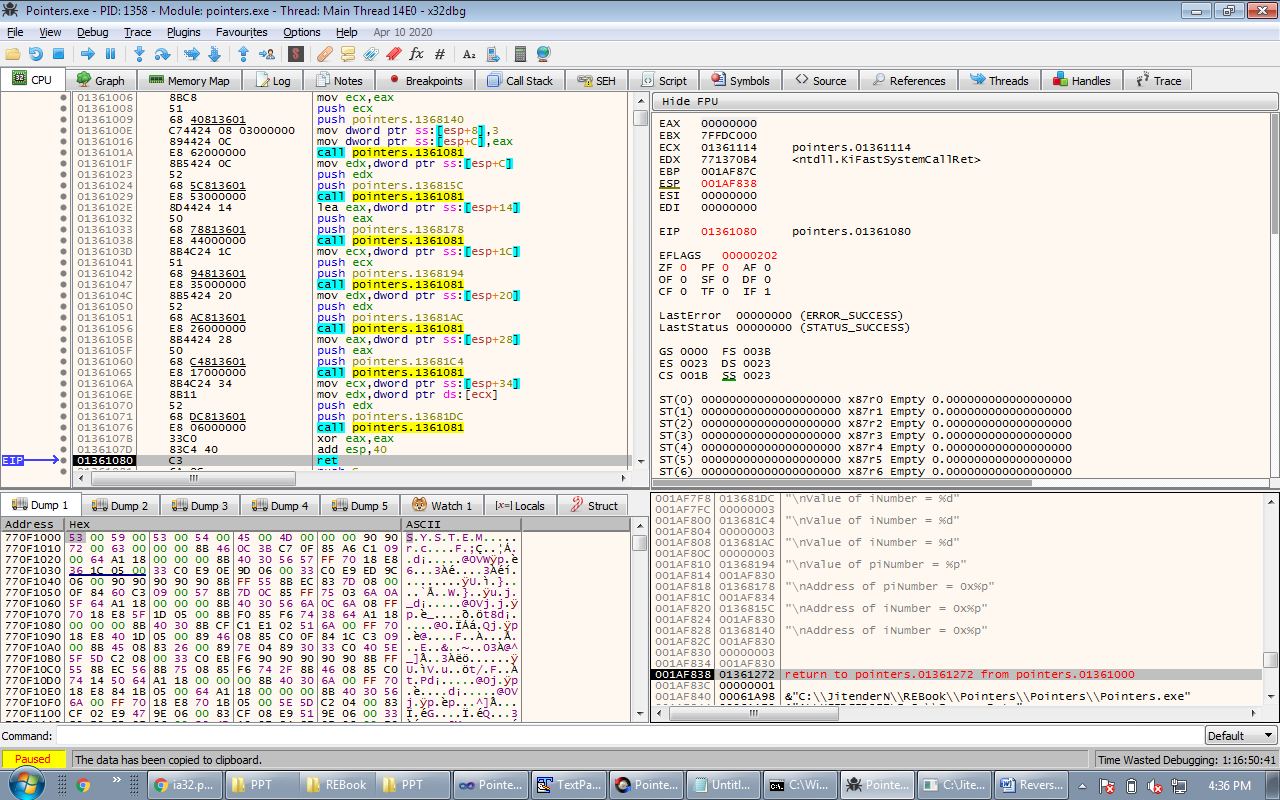 Pointers.exe - PID: 1358 - Module: pointers.exe - Thread: Main Thread 14E0 - x32dbg
File View Debug Trace Plugins Favourites Options Help Apr 10 2020
CPU Graph Memory Map Log Notes Breakpoints Call Stack SEH Script Symbols Source References Threads Handles Trace
01361006 8BC8 mov ecx,eax
01361008 51 push ecx
01361009 68 40813601 push pointers.1368140
0136100E C74424 08 03000000 mov dword ptr ss:[esp+8],3
01361016 894424 0C mov dword ptr ss:[esp+C],eax
0136101A E8 62000000 call pointers.1361081
0136101F 8B5424 0C mov edx,dword ptr ss:[esp+C]
01361023 52 push edx
01361024 68 5C813601 push pointers.136815C
01361029 E8 53000000 call pointers.1361081
0136102E 8D4424 14 lea eax,dword ptr ss:[esp+14]
01361032 50 push eax
01361033 68 78813601 push pointers.1368178
01361038 E8 44000000 call pointers.1361081
0136103D 8B4C24 1C mov ecx,dword ptr ss:[esp+1C]
01361041 51 push ecx
01361042 68 94813601 push pointers.1368194
01361047 E8 35000000 call pointers.1361081
0136104C 8B5424 20 mov edx,dword ptr ss:[esp+20]
01361050 52 push edx
01361051 68 AC813601 push pointers.13681AC
01361056 E8 26000000 call pointers.1361081
0136105B 8B4424 28 mov eax,dword ptr ss:[esp+28]
0136105F 50 push eax
01361060 68 C4813601 push pointers.13681C4
01361065 E8 17000000 call pointers.1361081
0136106A 8B4C24 34 mov ecx,dword ptr ss:[esp+34]
0136106E 8B11 mov edx,dword ptr ds:[ecx]
01361070 52 push edx
01361071 68 DC813601 push pointers.13681DC
01361076 E8 06000000 call pointers.1361081
0136107B 33C0 xor eax,eax
0136107D 83C4 40 add esp,40
EIP 01361080 C3 ret
Hide FPU
EAX 00000000
EBX 7FFDC000
ECX 01361114 pointers.01361114
EDX 771370B4 <ntdll.KiFastSystemCallRet>
EBP 001AF87C
ESP 001AF838
ESI 00000000
EDI 00000000
EIP 01361080 pointers.01361080
EFLAGS 00000202
ZF 0 PF 0 AF 0
OF 0 SF 0 DF 0
CF 0 TF 0 IF 1
LastError 00000000 (ERROR_SUCCESS)
LastStatus 00000000 (STATUS_SUCCESS)
GS 0000 FS 003B
ES 0023 DS 0023
CS 001B SS 0023
ST(0) 00000000000000000000 x87r0 Empty 0.000000000000000000
ST(1) 00000000000000000000 x87r1 Empty 0.000000000000000000
ST(2) 00000000000000000000 x87r2 Empty 0.000000000000000000
ST(3) 00000000000000000000 x87r3 Empty 0.000000000000000000
ST(4) 00000000000000000000 x87r4 Empty 0.000000000000000000
ST(5) 00000000000000000000 x87r5 Empty 0.000000000000000000
ST(6) 00000000000000000000 x87r6 Empty 0.000000000000000000
Dump 1 Dump 2 Dump 3 Dump 4 Dump 5 Watch 1 Locals Struct
Address Hex ASCII
770F1000 53 00 59 00 53 00 54 00 45 00 4D 00 00 00 90 90 S.Y.S.T.E.M.....
770F1010 72 00 63 00 00 00 8B 46 0C 3B C7 0F 85 A6 C1 09
770F1020 00 64 A1 18 00 00 00 8B 40 30 56 57 FF 70 18 E8
770F1030 36 1C 05 00 33 C0 E9 0E 9D 06 00 33 C0 E9 ED 9C
770F1040 06 00 90 90 90 90 90 8B FF 55 8B EC 83 7D 08 00
770F1050 0F 84 60 C3 09 00 57 8B 7D 0C 85 FF 75 03 6A 0A
770F1060 5F 64 A1 18 00 00 00 8B 40 30 56 6A 0C 6A 08 FF
770F1070 70 18 E8 5F 1D 05 00 8B F0 85 F6 74 38 64 A1 18
770F1080 00 00 00 8B 40 30 8B CF C1 E1 02 51 6A 00 FF 70
770F1090 18 E8 40 1D 05 00 89 46 08 85 C0 0F 84 1C C3 09
770F10A0 00 8B 45 08 83 26 00 89 7E 04 89 30 33 C0 40 5E
770F10B0 5F 5D C2 08 00 33 C0 EB F6 90 90 90 90 90 8B FF
770F10C0 55 8B EC 56 8B 75 08 85 F6 74 2F 8B 46 08 85 C0
770F10D0 74 14 50 64 A1 18 00 00 00 8B 40 30 6A 00 FF 70
770F10E0 18 E8 84 1B 05 00 64 A1 18 00 00 00 8B 40 30 56
770F10F0 6A 00 FF 70 18 E8 70 1B 05 00 5E 5D C2 04 00 83
770F1100 CF 02 E9 47 9E 06 00 83 CF 08 E9 51 9E 06 00 33
001AF7F8 013681DC "\nValue of iNumber = %d"
001AF7FC 00000003
001AF800 013681C4 "\nValue of iNumber = %d"
001AF804 00000003
001AF808 013681AC "\nValue of iNumber = %d"
001AF80C 00000003
001AF810 01368194 "\nValue of piNumber = %p"
001AF814 001AF830
001AF818 01368178 "\nAddress of piNumber = 0x%p"
001AF81C 001AF834
001AF820 0136815C "\nAddress of iNumber = 0x%p"
001AF824 001AF830
001AF828 01368140 "\nAddress of iNumber = 0x%p"
001AF82C 001AF830
001AF830 00000003
001AF834 001AF830
001AF838 01361272 return to pointers.01361272 from pointers.01361000
001AF83C 00000001
001AF840 00061A98 &"C:\\JitenderN\\REBook\\Pointers\\Pointers\\Pointers.exe"
Command: Default
Paused The data has been copied to clipboard. Time Wasted Debugging: 1:16:50:41
ia32.p... PPT REBook PPT Pointe... TextPa... Pointe... Untitl... C:\Wi... Pointe... C:\Jite... Revers... 4:36 PM